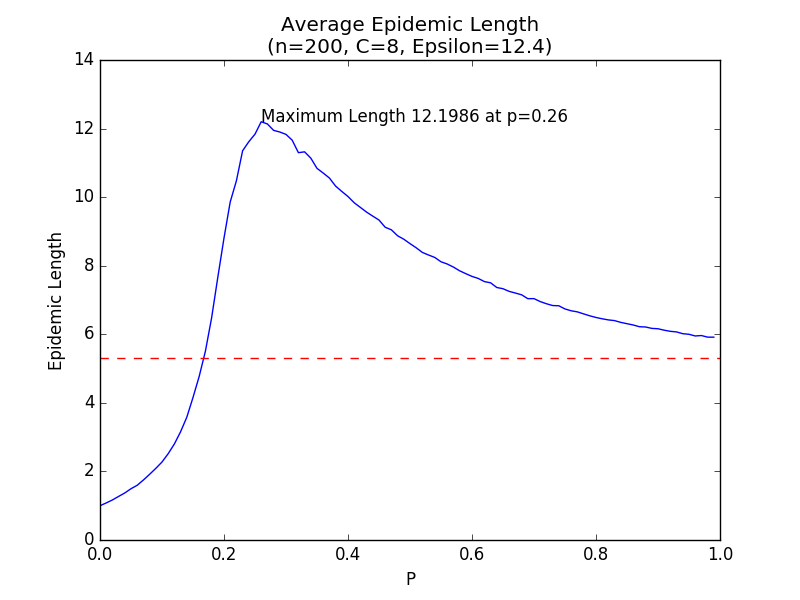 Average Epidemic Length
(n=200, C=8, Epsilon=12.4)
14
12
10
8
6
4
2
0
Epidemic Length
Maximum Length 12.1986 at p=0.26
0.0
0.2
0.4
0.6
0.8
1.0
P